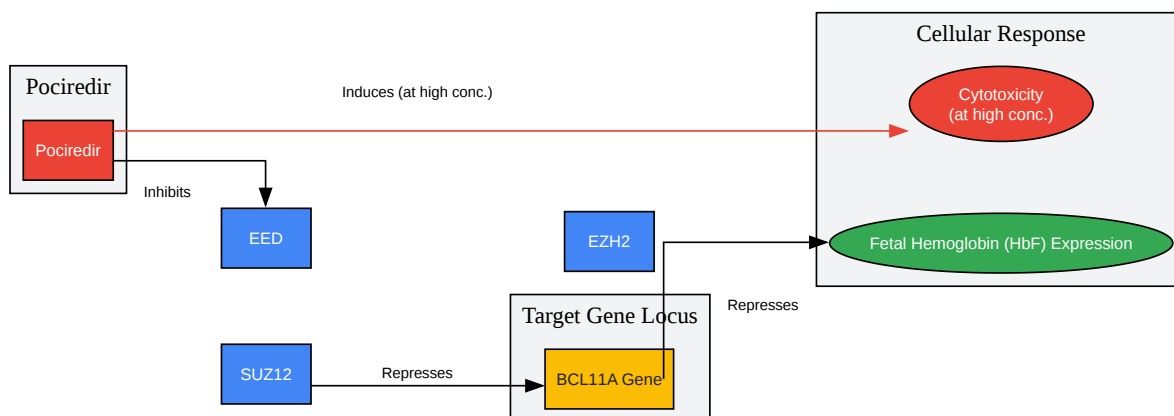 Cellular Response
Pociredir
Induces (at high conc.)
Cytotoxicity
(at high conc.)
Pociredir
Inhibits
EED
EZH2
Fetal Hemoglobin (HbF) Expression
Represses
Target Gene Locus
SUZ12
Represses
BCL11A Gene